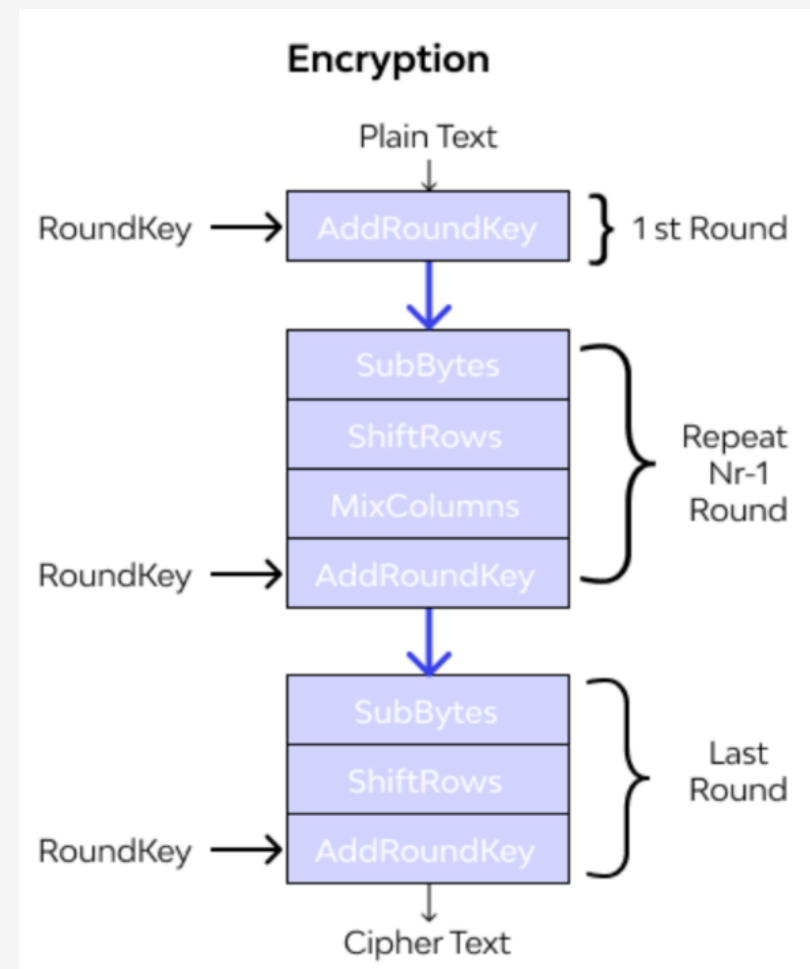 Encryption
Plain Text
RoundKey
AddRoundKey
1 st Round
SubBytes
ShiftRows
MixColumns
RoundKey
AddRoundKey
Repeat
Nr-1
Round
SubBytes
ShiftRows
RoundKey
AddRoundKey
Last
Round
Cipher Text